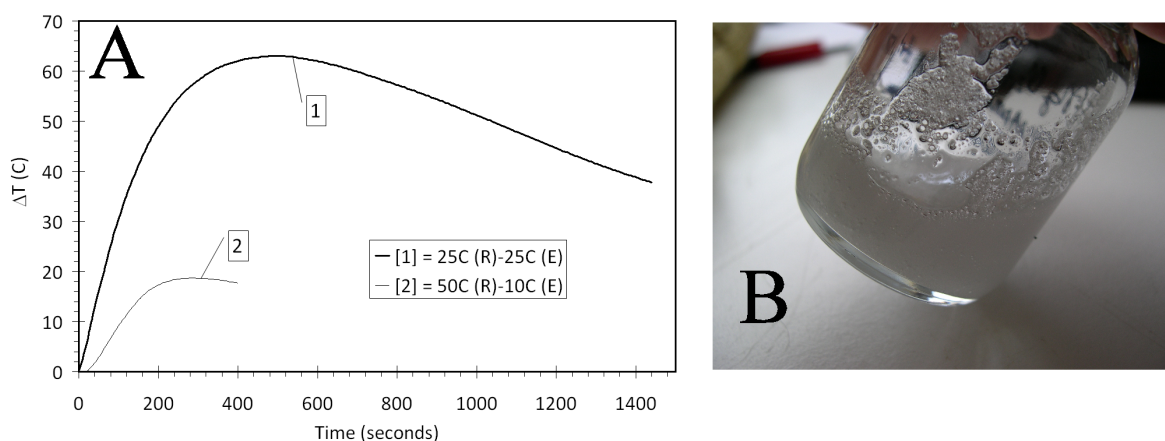 A
70
60
50
40
30
20
10
0
ΔT (C)
1
2
[1] = 25C (R)-25C (E)
[2] = 50C (R)-10C (E)
0 200 400 600 800 1000 1200 1400
Time (seconds)
B